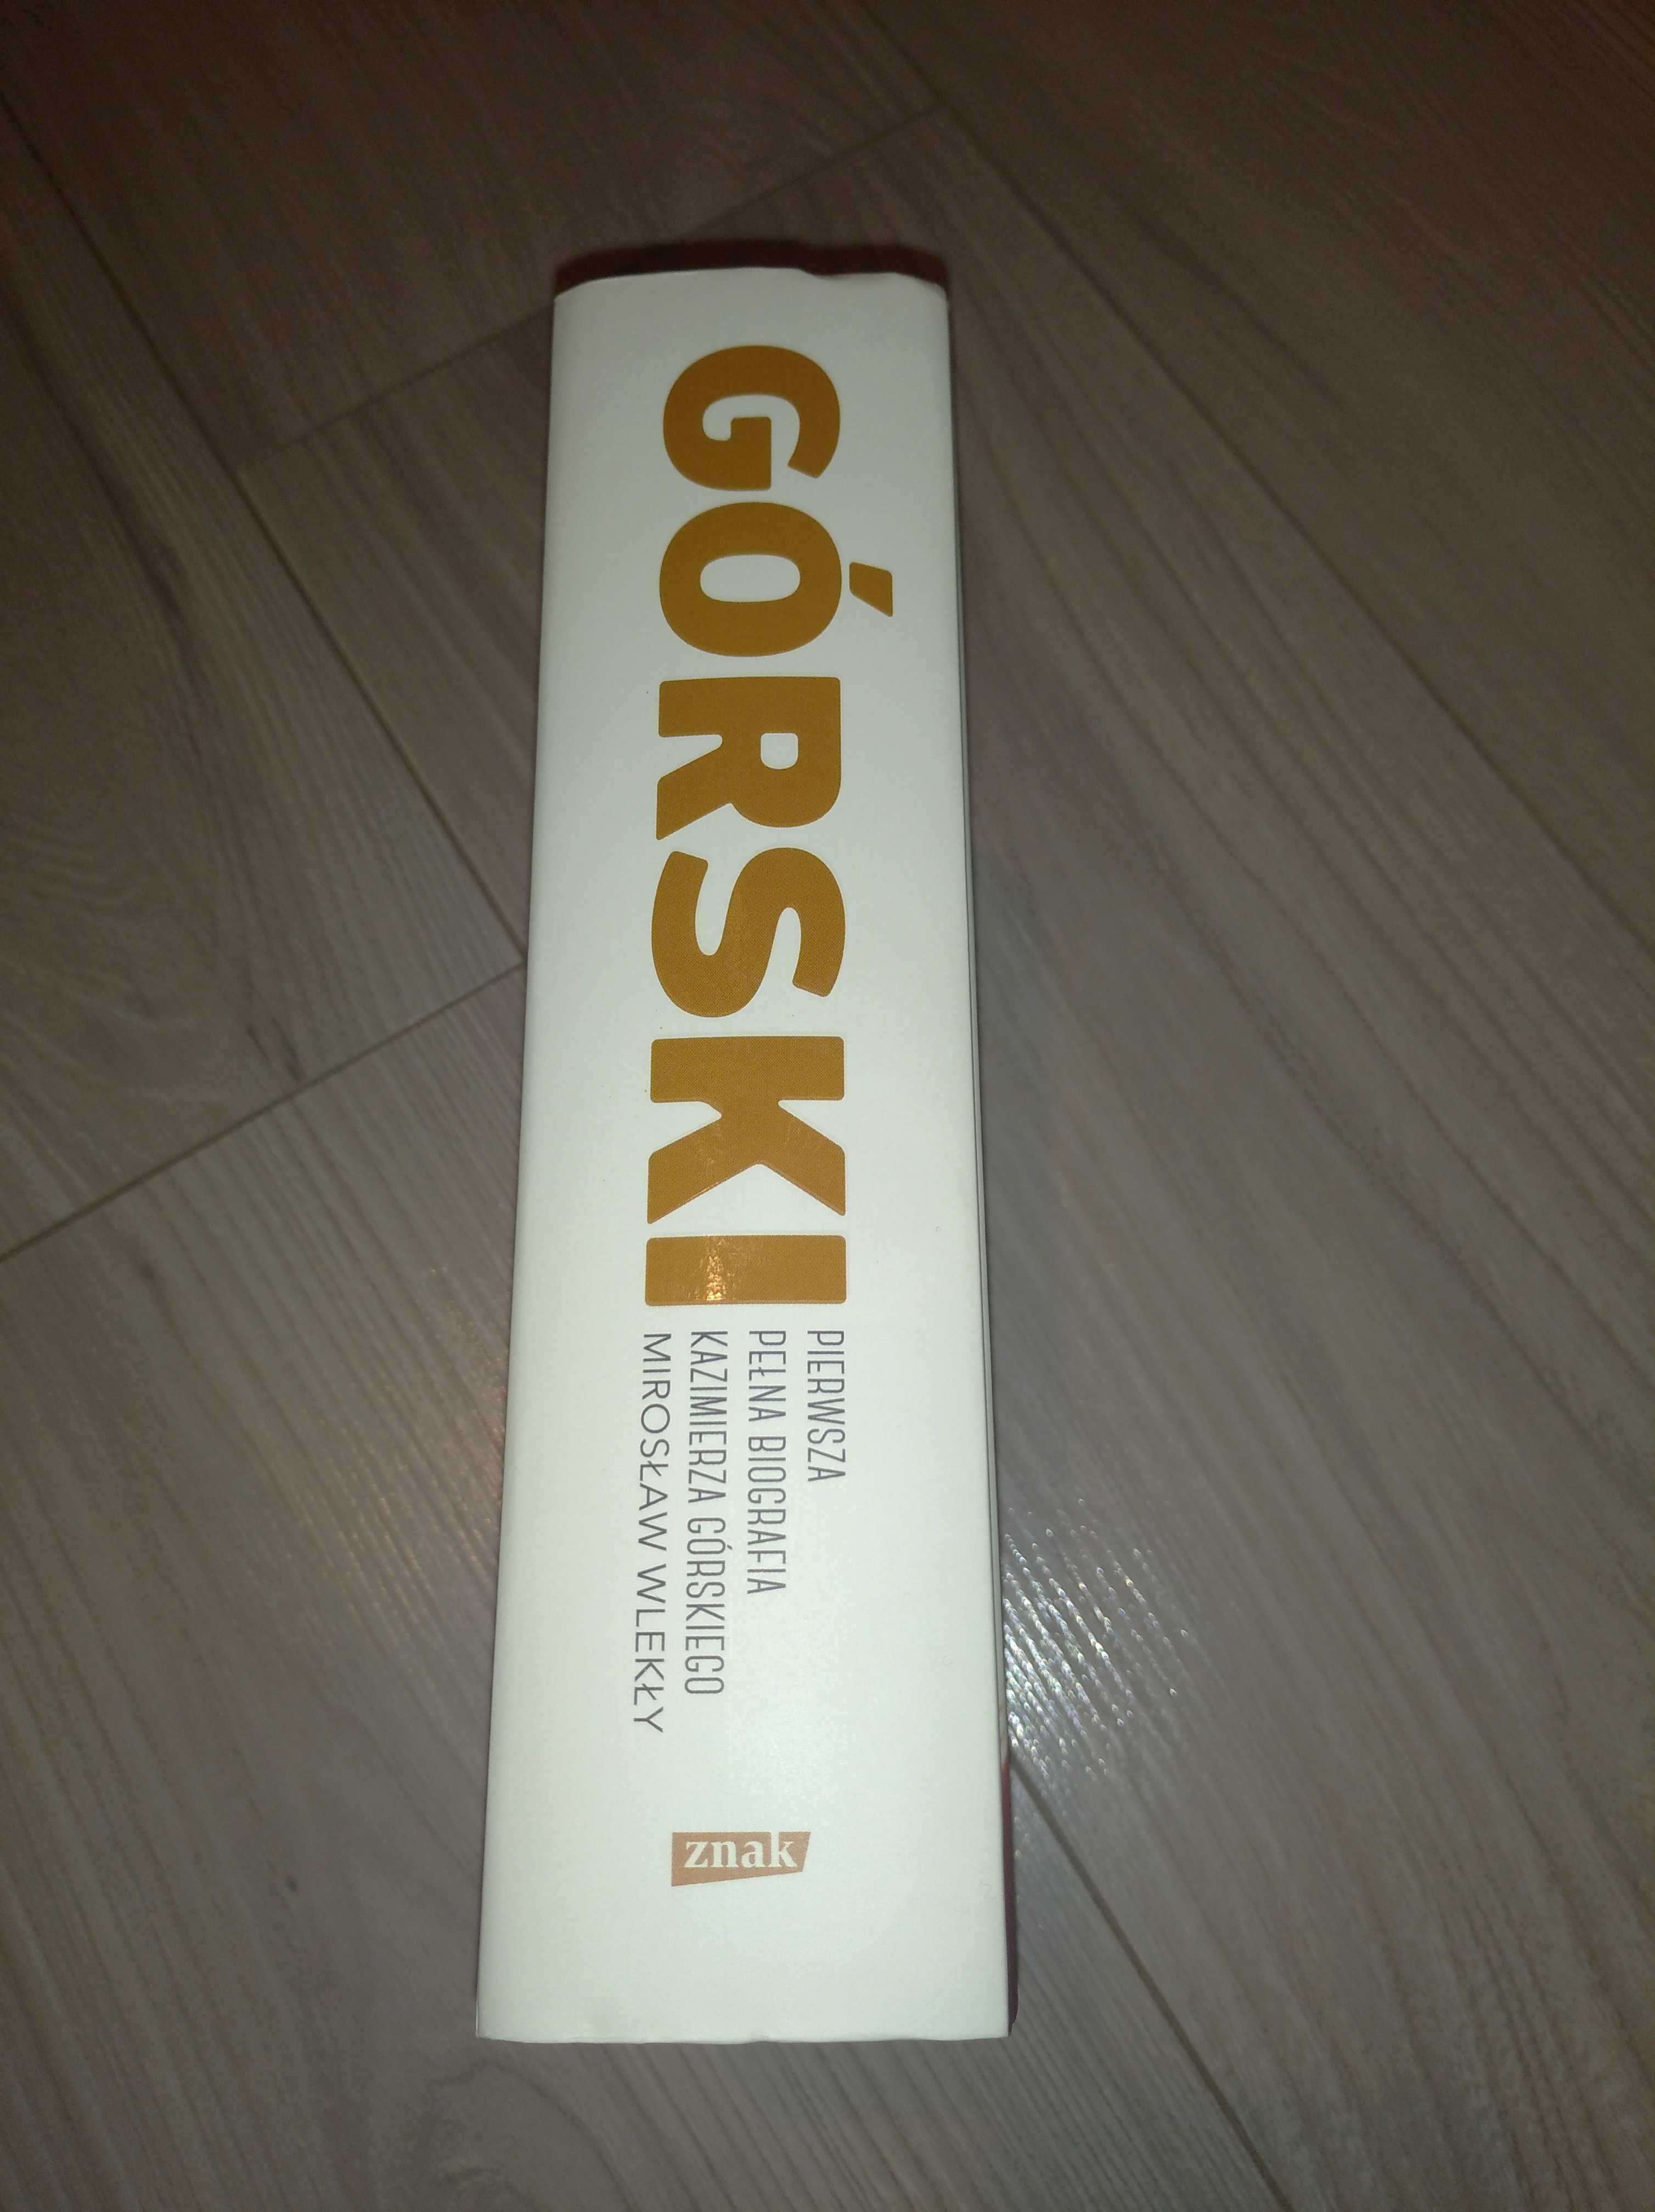 GÓRSKI
PIERWSZA
PEŁNA BIOGRAFIA
KAZIMIERZA GÓRSKIEGO
MIROSŁAW WLEKŁY
znak